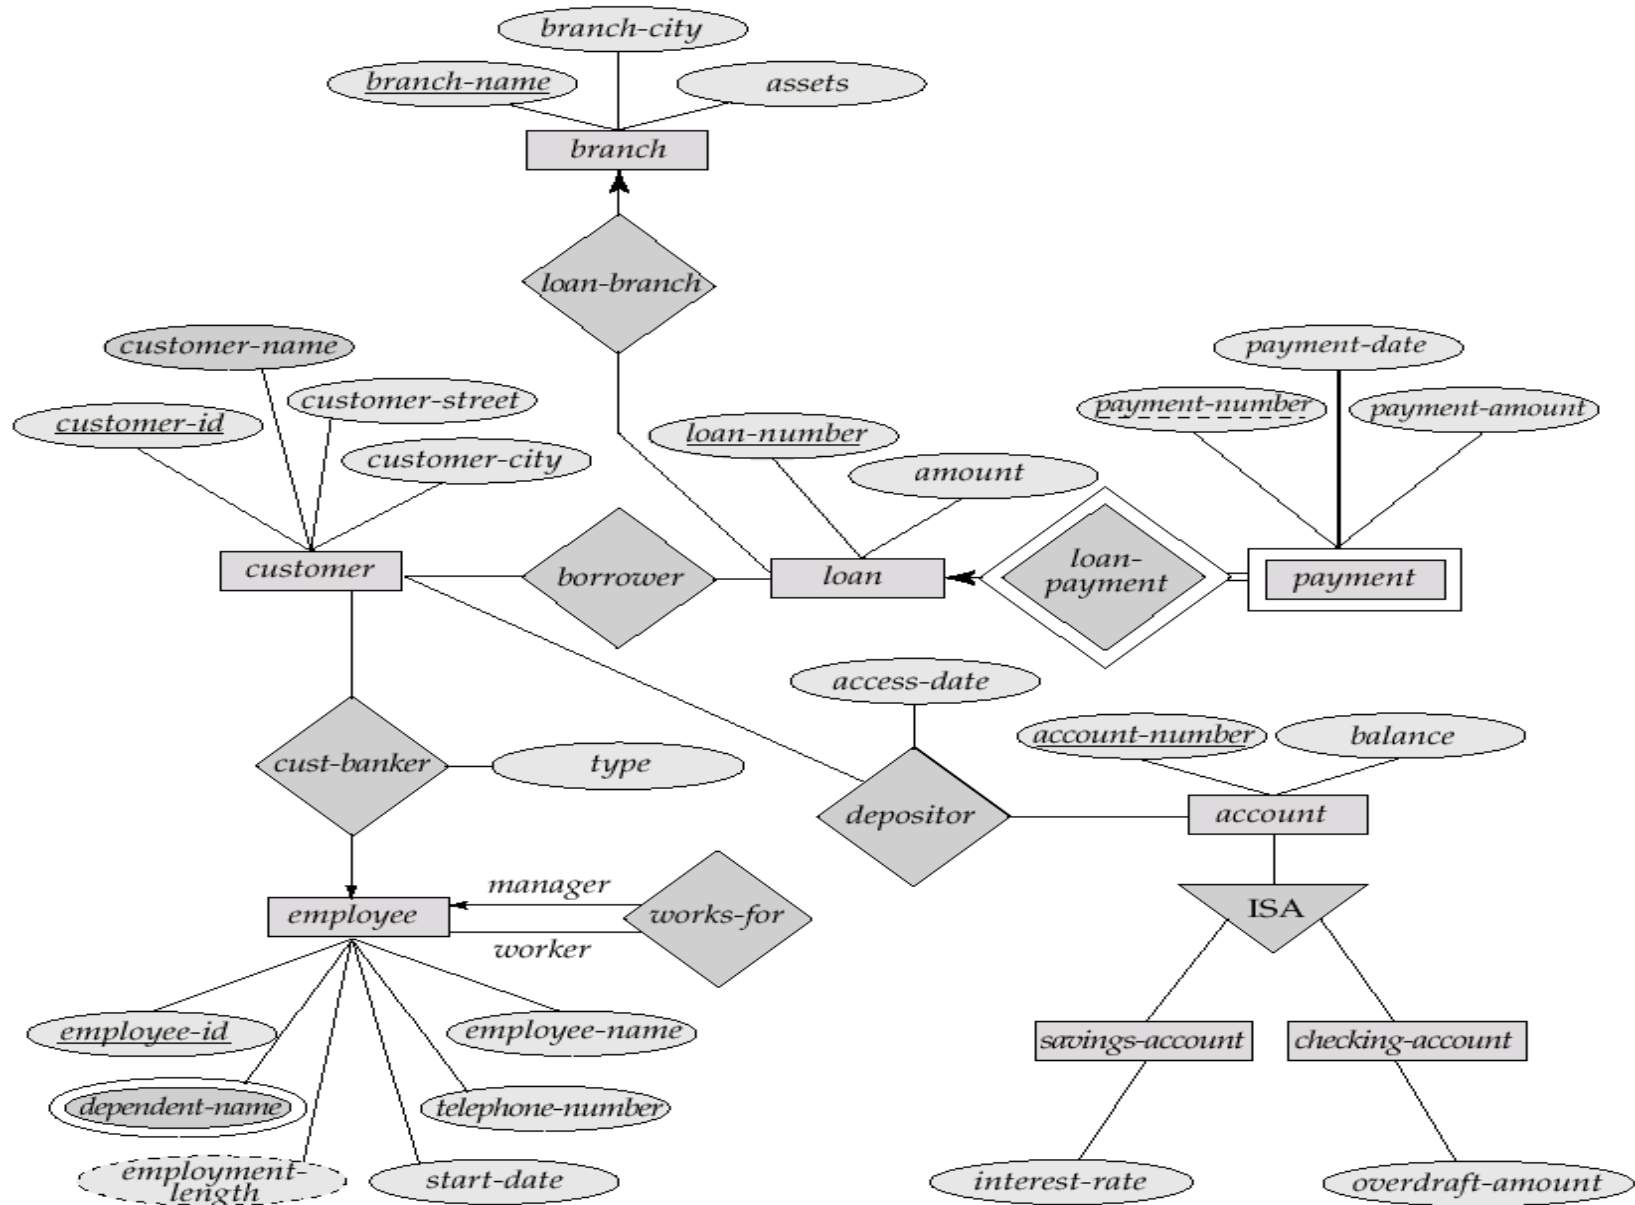 branch-city
branch-name
assets
branch
loan-branch
customer-name
payment-date
customer-street
customer-id
payment-number
payment-amount
loan-number
customer-city
amount
customer
borrower
loan
loan-
payment
payment
access-date
account-number
balance
cust-banker
type
depositor
account
manager
employee
works-for
worker
ISA
employee-id
employee-name
savings-account
checking-account
dependent-name
telephone-number
employment-
length
start-date
interest-rate
overdraft-amount